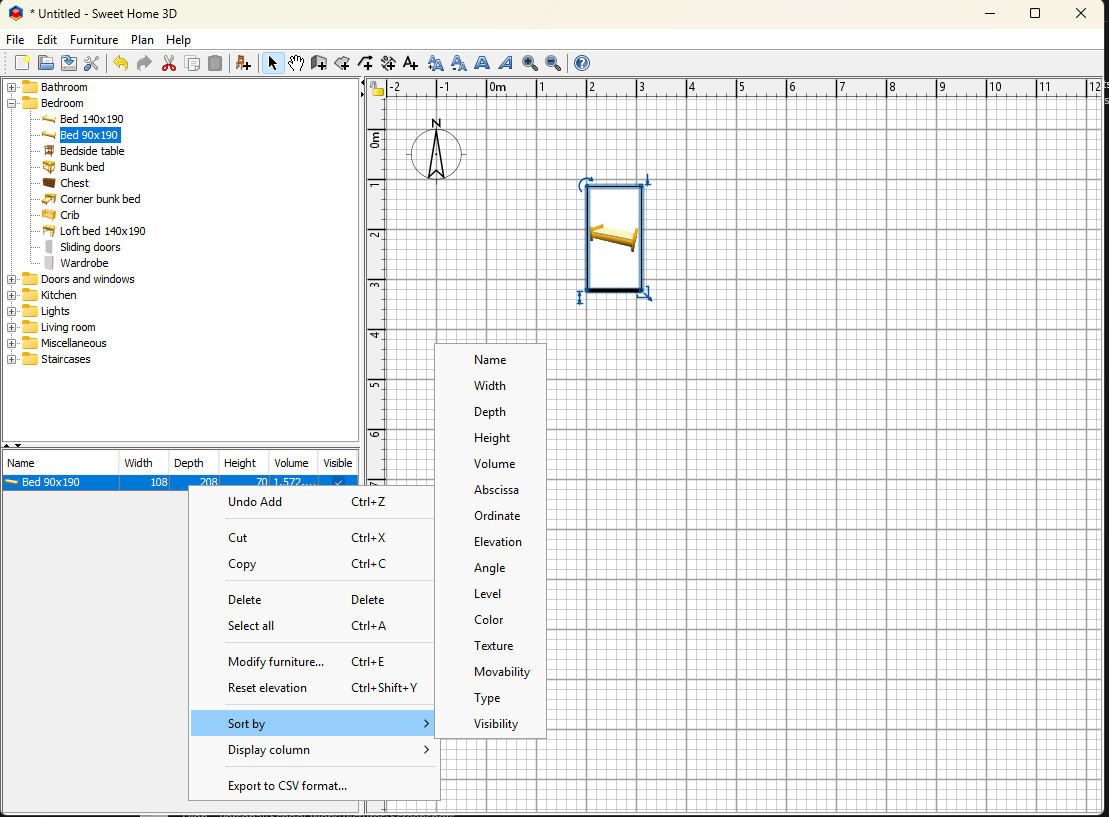 * Untitled - Sweet Home 3D
File Edit Furniture Plan Help
Bathroom
Bedroom
Bed 140x190
Bed 90x190
Bedside table
Bunk bed
Chest
Corner bunk bed
Crib
Loft bed 140x190
Sliding doors
Wardrobe
Doors and windows
Kitchen
Lights
Living room
Miscellaneous
Staircases
Name Width Depth Height Volume Visible
Bed 90x190 108 208 70 1,572,...
-2 -1 0m 1 2 3 4 5 6 7 8 9 10 11 12
0m
1
2
3
4
5
6
7
N
Undo Add Ctrl+Z
Cut Ctrl+X
Copy Ctrl+C
Delete Delete
Select all Ctrl+A
Modify furniture... Ctrl+E
Reset elevation Ctrl+Shift+Y
Sort by
Display column
Export to CSV format...
Name
Width
Depth
Height
Volume
Abscissa
Ordinate
Elevation
Angle
Level
Color
Texture
Movability
Type
Visibility